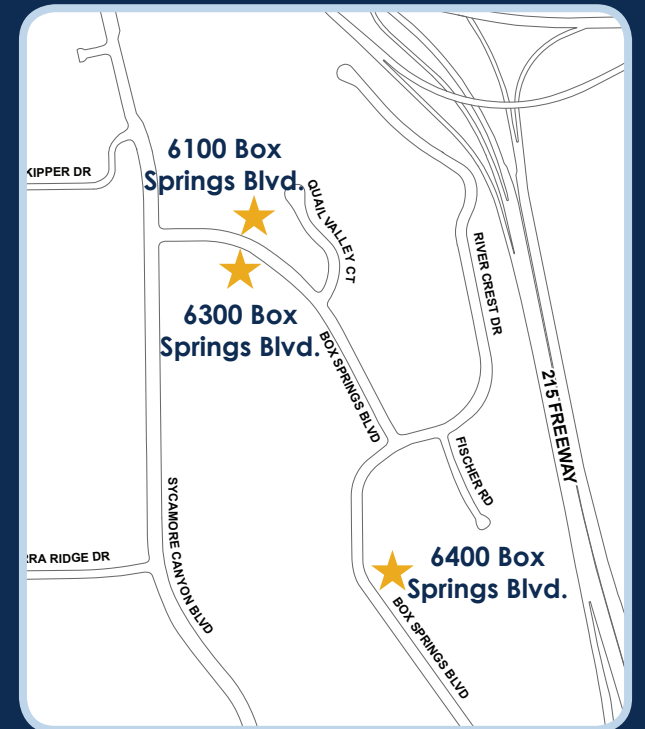 6100 Box
Springs Blvd.
KIPPER DR
QUAIL VALLEY CT
RIVER CREST DR
6300 Box
Springs Blvd.
BOX SPRINGS BLVD
215 FREEWAY
FISCHER RD
SYCAMORE CANYON BLVD
RRA RIDGE DR
6400 Box
Springs Blvd.
BOX SPRINGS BLVD